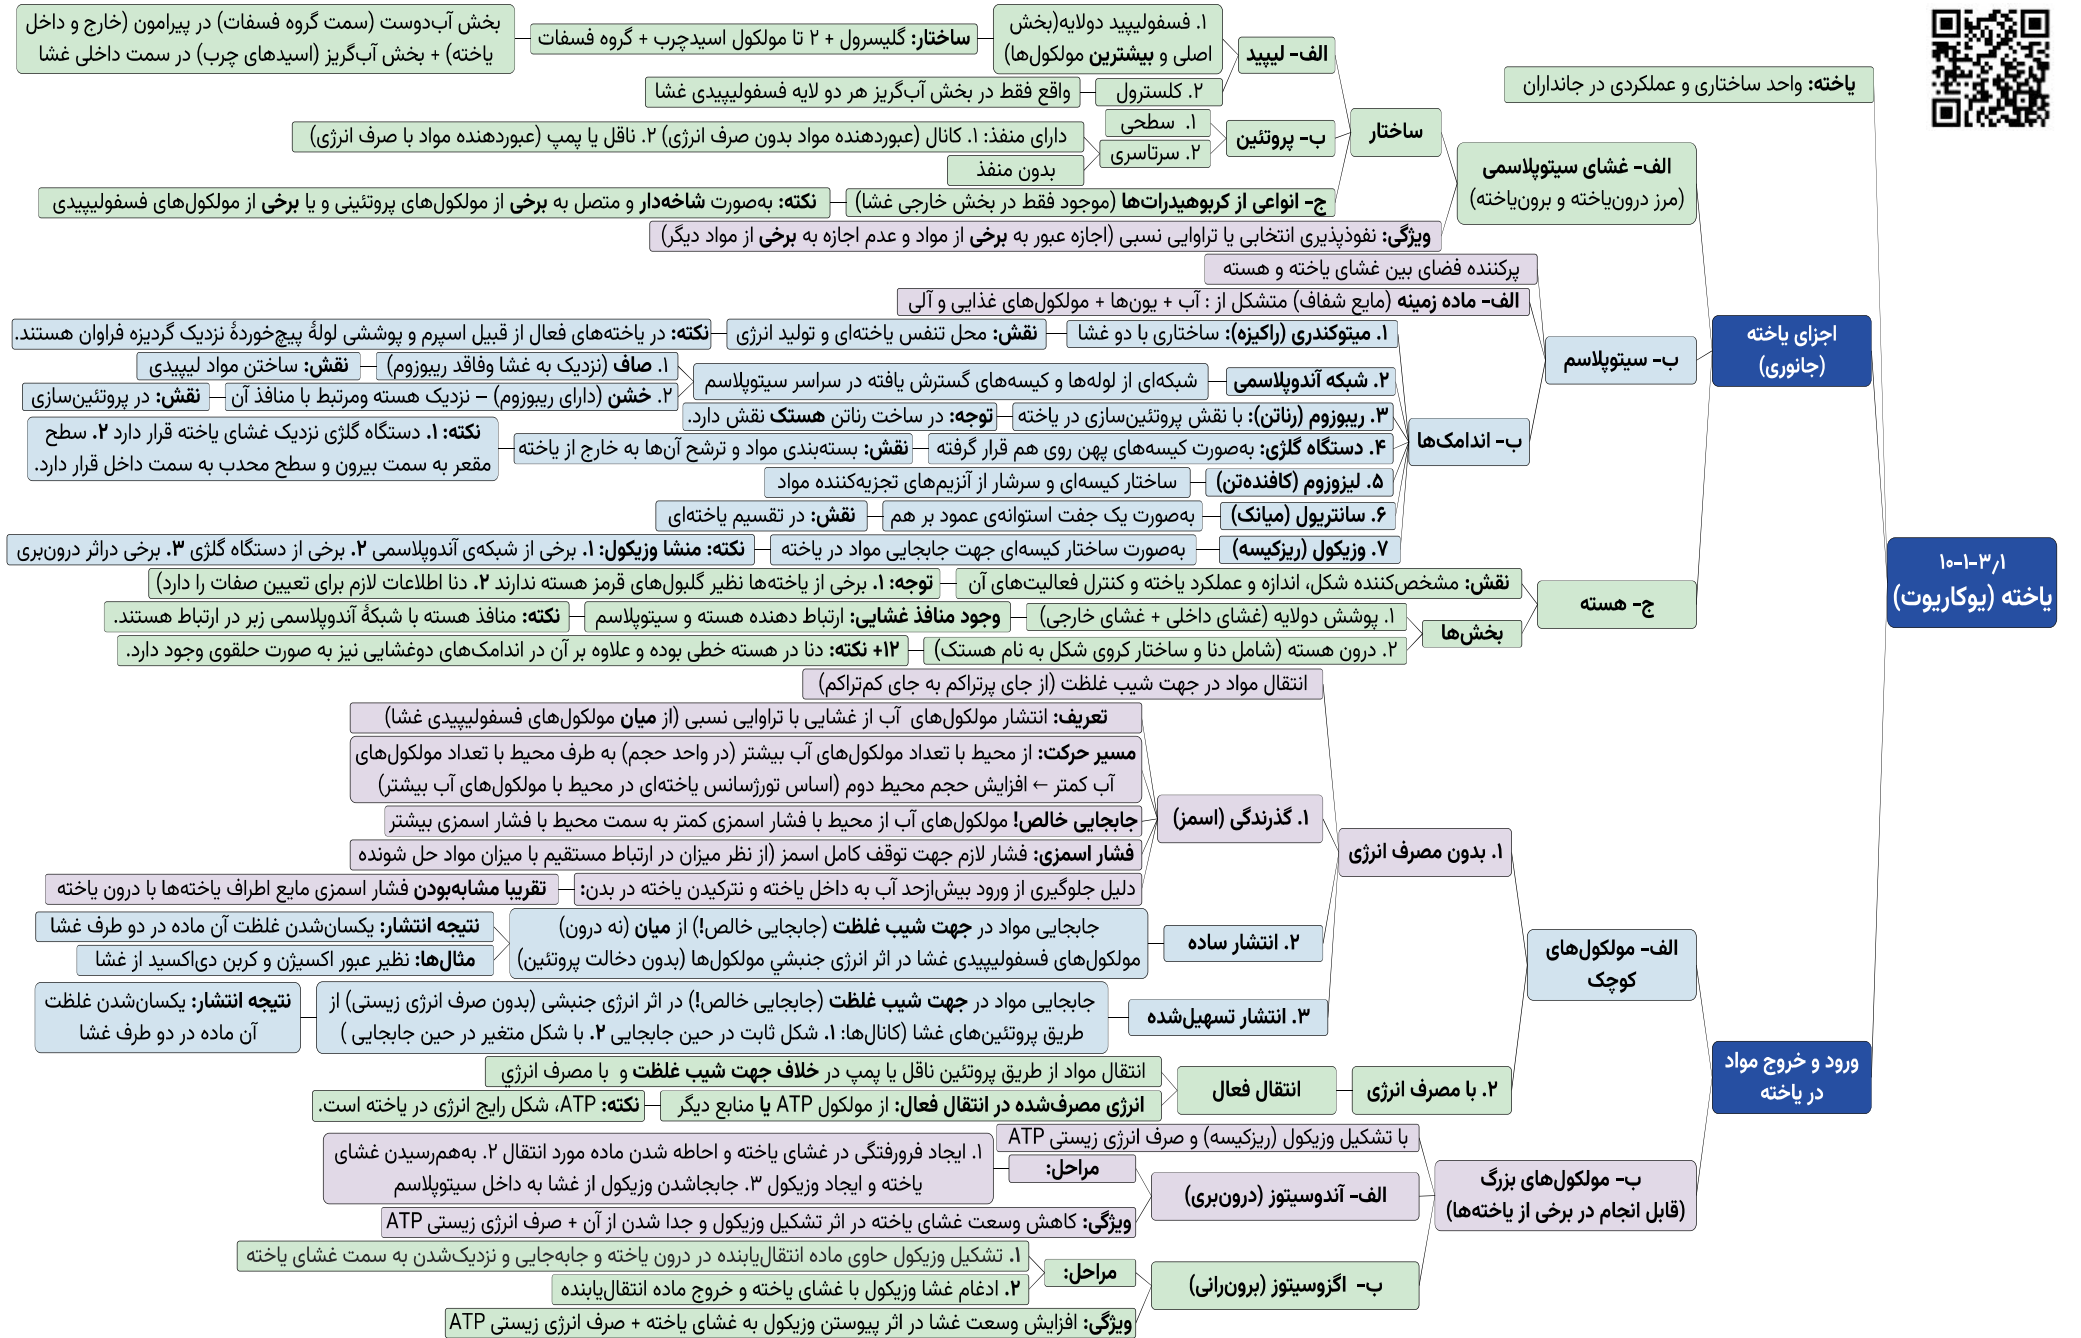 ۱۰-۱-۳٫۱
یاخته (یوکاریوت)
یاخته: واحد ساختاری و عملکردی در جانداران
اجزای یاخته
(جانوری)
الف- غشای سیتوپلاسمی
(مرز درون‌یاخته و برون‌یاخته)
ساختار
الف- لیپید
۱. فسفولیپید دولایه(بخش
اصلی و بیشترین مولکول‌ها)
ساختار: گلیسرول + ۲ تا مولکول اسیدچرب + گروه فسفات
بخش آب‌دوست (سمت گروه فسفات) در پیرامون (خارج و داخل
یاخته) + بخش آب‌گریز (اسیدهای چرب) در سمت داخلی غشا
۲. کلسترول
واقع فقط در بخش آب‌گریز هر دو لایه فسفولیپیدی غشا
ب- پروتئین
۱. سطحی
۲. سرتاسری
دارای منفذ: ۱. کانال (عبوردهنده مواد بدون صرف انرژی) ۲. ناقل یا پمپ (عبوردهنده مواد با صرف انرژی)
بدون منفذ
ج- انواعی از کربوهیدرات‌ها (موجود فقط در بخش خارجی غشا)
نکته: به‌صورت شاخه‌دار و متصل به برخی از مولکول‌های پروتئینی و یا برخی از مولکول‌های فسفولیپیدی
ویژگی: نفوذپذیری انتخابی یا تراوایی نسبی (اجازه عبور به برخی از مواد و عدم اجازه به برخی از مواد دیگر)
ب- سیتوپلاسم
پرکننده فضای بین غشای یاخته و هسته
الف- ماده زمینه (مایع شفاف) متشکل از : آب + یون‌ها + مولکول‌های غذایی و آلی
ب- اندامک‌ها
۱. میتوکندری (راکیزه): ساختاری با دو غشا
نقش: محل تنفس یاخته‌ای و تولید انرژی
نکته: در یاخته‌های فعال از قبیل اسپرم و پوششی لولهٔ پیچ‌خوردهٔ نزدیک گردیزه فراوان هستند.
۲. شبکه آندوپلاسمی
شبکه‌ای از لوله‌ها و کیسه‌های گسترش یافته در سراسر سیتوپلاسم
۱. صاف (نزدیک به غشا وفاقد ریبوزوم)
نقش: ساختن مواد لیپیدی
۲. خشن (دارای ریبوزوم) – نزدیک هسته ومرتبط با منافذ آن
نقش: در پروتئین‌سازی
۳. ریبوزوم (رناتن): با نقش پروتئین‌سازی در یاخته
توجه: در ساخت رناتن هستک نقش دارد.
۴. دستگاه گلژی: به‌صورت کیسه‌های پهن روی هم قرار گرفته
نقش: بسته‌بندی مواد و ترشح آن‌ها به خارج از یاخته
نکته: ۱. دستگاه گلژی نزدیک غشای یاخته قرار دارد ۲. سطح
مقعر به سمت بیرون و سطح محدب به سمت داخل قرار دارد.
۵. لیزوزوم (کافنده‌تن)
ساختار کیسه‌ای و سرشار از آنزیم‌های تجزیه‌کننده مواد
۶. سانتریول (میانک)
به‌صورت یک جفت استوانه‌ی عمود بر هم
نقش: در تقسیم یاخته‌ای
۷. وزیکول (ریزکیسه)
به‌صورت ساختار کیسه‌ای جهت جابجایی مواد در یاخته
نکته: منشا وزیکول: ۱. برخی از شبکه‌ی آندوپلاسمی ۲. برخی از دستگاه گلژی ۳. برخی دراثر درون‌بری
ج- هسته
نقش: مشخص‌کننده شکل، اندازه و عملکرد یاخته و کنترل فعالیت‌های آن
توجه: ۱. برخی از یاخته‌ها نظیر گلبول‌های قرمز هسته ندارند ۲. دنا اطلاعات لازم برای تعیین صفات را دارد)
بخش‌ها
۱. پوشش دولایه (غشای داخلی + غشای خارجی)
وجود منافذ غشایی: ارتباط دهنده هسته و سیتوپلاسم
نکته: منافذ هسته با شبکهٔ آندوپلاسمی زبر در ارتباط هستند.
۲. درون هسته (شامل دنا و ساختار کروی شکل به نام هستک)
۱۲+ نکته: دنا در هسته خطی بوده و علاوه بر آن در اندامک‌های دوغشایی نیز به صورت حلقوی وجود دارد.
ورود و خروج مواد
در یاخته
الف- مولکول‌های
کوچک
۱. بدون مصرف انرژی
انتقال مواد در جهت شیب غلظت (از جای پرتراکم به جای کم‌تراکم)
۱. گذرندگی (اسمز)
تعریف: انتشار مولکول‌های آب از غشایی با تراوایی نسبی (از میان مولکول‌های فسفولیپیدی غشا)
مسیر حرکت: از محیط با تعداد مولکول‌های آب بیشتر (در واحد حجم) به طرف محیط با تعداد مولکول‌های
آب کمتر ← افزایش حجم محیط دوم (اساس تورژسانس یاخته‌ای در محیط با مولکول‌های آب بیشتر)
جابجایی خالص! مولکول‌های آب از محیط با فشار اسمزی کمتر به سمت محیط با فشار اسمزی بیشتر
فشار اسمزی: فشار لازم جهت توقف کامل اسمز (از نظر میزان در ارتباط مستقیم با میزان مواد حل شونده
دلیل جلوگیری از ورود بیش‌ازحد آب به داخل یاخته و نترکیدن یاخته در بدن:
تقریبا مشابه‌بودن فشار اسمزی مایع اطراف یاخته‌ها با درون یاخته
۲. انتشار ساده
جابجایی مواد در جهت شیب غلظت (جابجایی خالص!) از میان (نه درون)
مولکول‌های فسفولیپیدی غشا در اثر انرژی جنبشي مولکول‌ها (بدون دخالت پروتئین)
نتیجه انتشار: یکسان‌شدن غلظت آن ماده در دو طرف غشا
مثال‌ها: نظیر عبور اکسیژن و کربن دی‌اکسید از غشا
۳. انتشار تسهیل‌شده
جابجایی مواد در جهت شیب غلظت (جابجایی خالص!) در اثر انرژی جنبشی (بدون صرف انرژی زیستی) از
طریق پروتئین‌های غشا (کانال‌ها: ۱. شکل ثابت در حین جابجایی ۲. با شکل متغیر در حین جابجایی )
نتیجه انتشار: یکسان‌شدن غلظت
آن ماده در دو طرف غشا
۲. با مصرف انرژی
انتقال فعال
انتقال مواد از طریق پروتئین ناقل یا پمپ در خلاف جهت شیب غلظت و با مصرف انرژي
انرژی مصرف‌شده در انتقال فعال: از مولکول ATP یا منابع دیگر
نکته: ATP، شکل رایج انرژی در یاخته است.
ب- مولکول‌های بزرگ
(قابل انجام در برخی از یاخته‌ها)
با تشکیل وزیکول (ریزکیسه) و صرف انرژی زیستی ATP
الف- آندوسیتوز (درون‌بری)
مراحل:
۱. ایجاد فرورفتگی در غشای یاخته و احاطه شدن ماده مورد انتقال ۲. به‌هم‌رسیدن غشای
یاخته و ایجاد وزیکول ۳. جابجاشدن وزیکول از غشا به داخل سیتوپلاسم
ویژگی: کاهش وسعت غشای یاخته در اثر تشکیل وزیکول و جدا شدن از آن + صرف انرژی زیستی ATP
ب- اگزوسیتوز (برون‌رانی)
مراحل:
۱. تشکیل وزیکول حاوی ماده انتقال‌یابنده در درون یاخته و جابه‌جایی و نزدیک‌شدن به سمت غشای یاخته
۲. ادغام غشا وزیکول با غشای یاخته و خروج ماده انتقال‌یابنده
ویژگی: افزایش وسعت غشا در اثر پیوستن وزیکول به غشای یاخته + صرف انرژی زیستی ATP